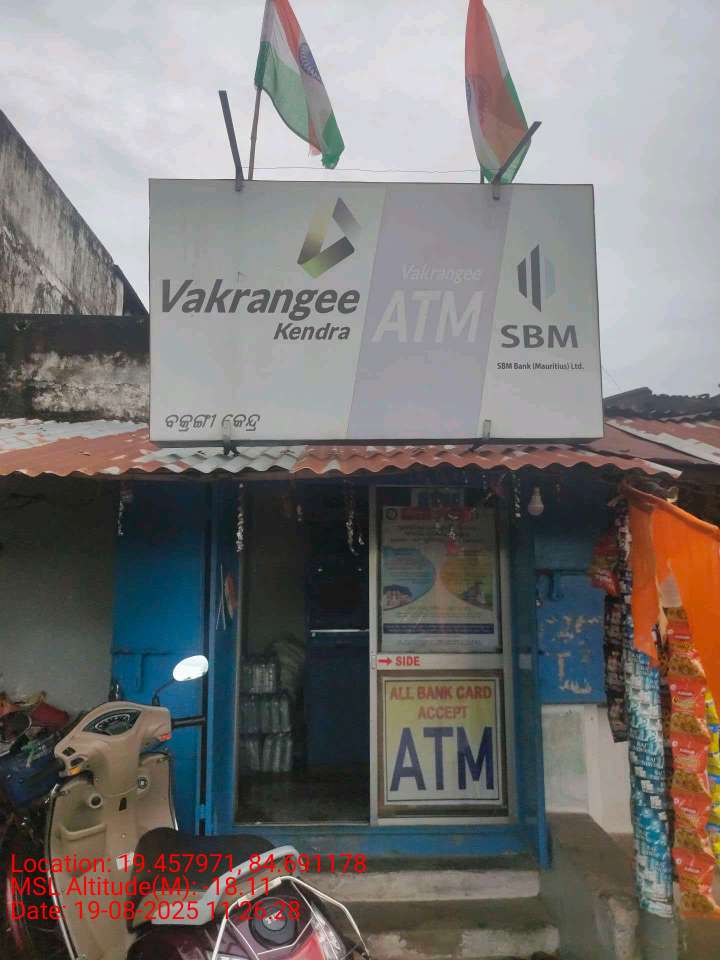 Vakrangee
Kendra
Vakrangee
ATM
SBM
SBM Bank (Mauritius) Ltd.
ବକ୍ରଙ୍ଗୀ କେନ୍ଦ୍ର
SIDE
ALL BANK CARD
ACCEPT
ATM
Location: 19.457971, 84.691178
MSL Altitude(M): -18.11
Date: 19-08-2025 11:26:28